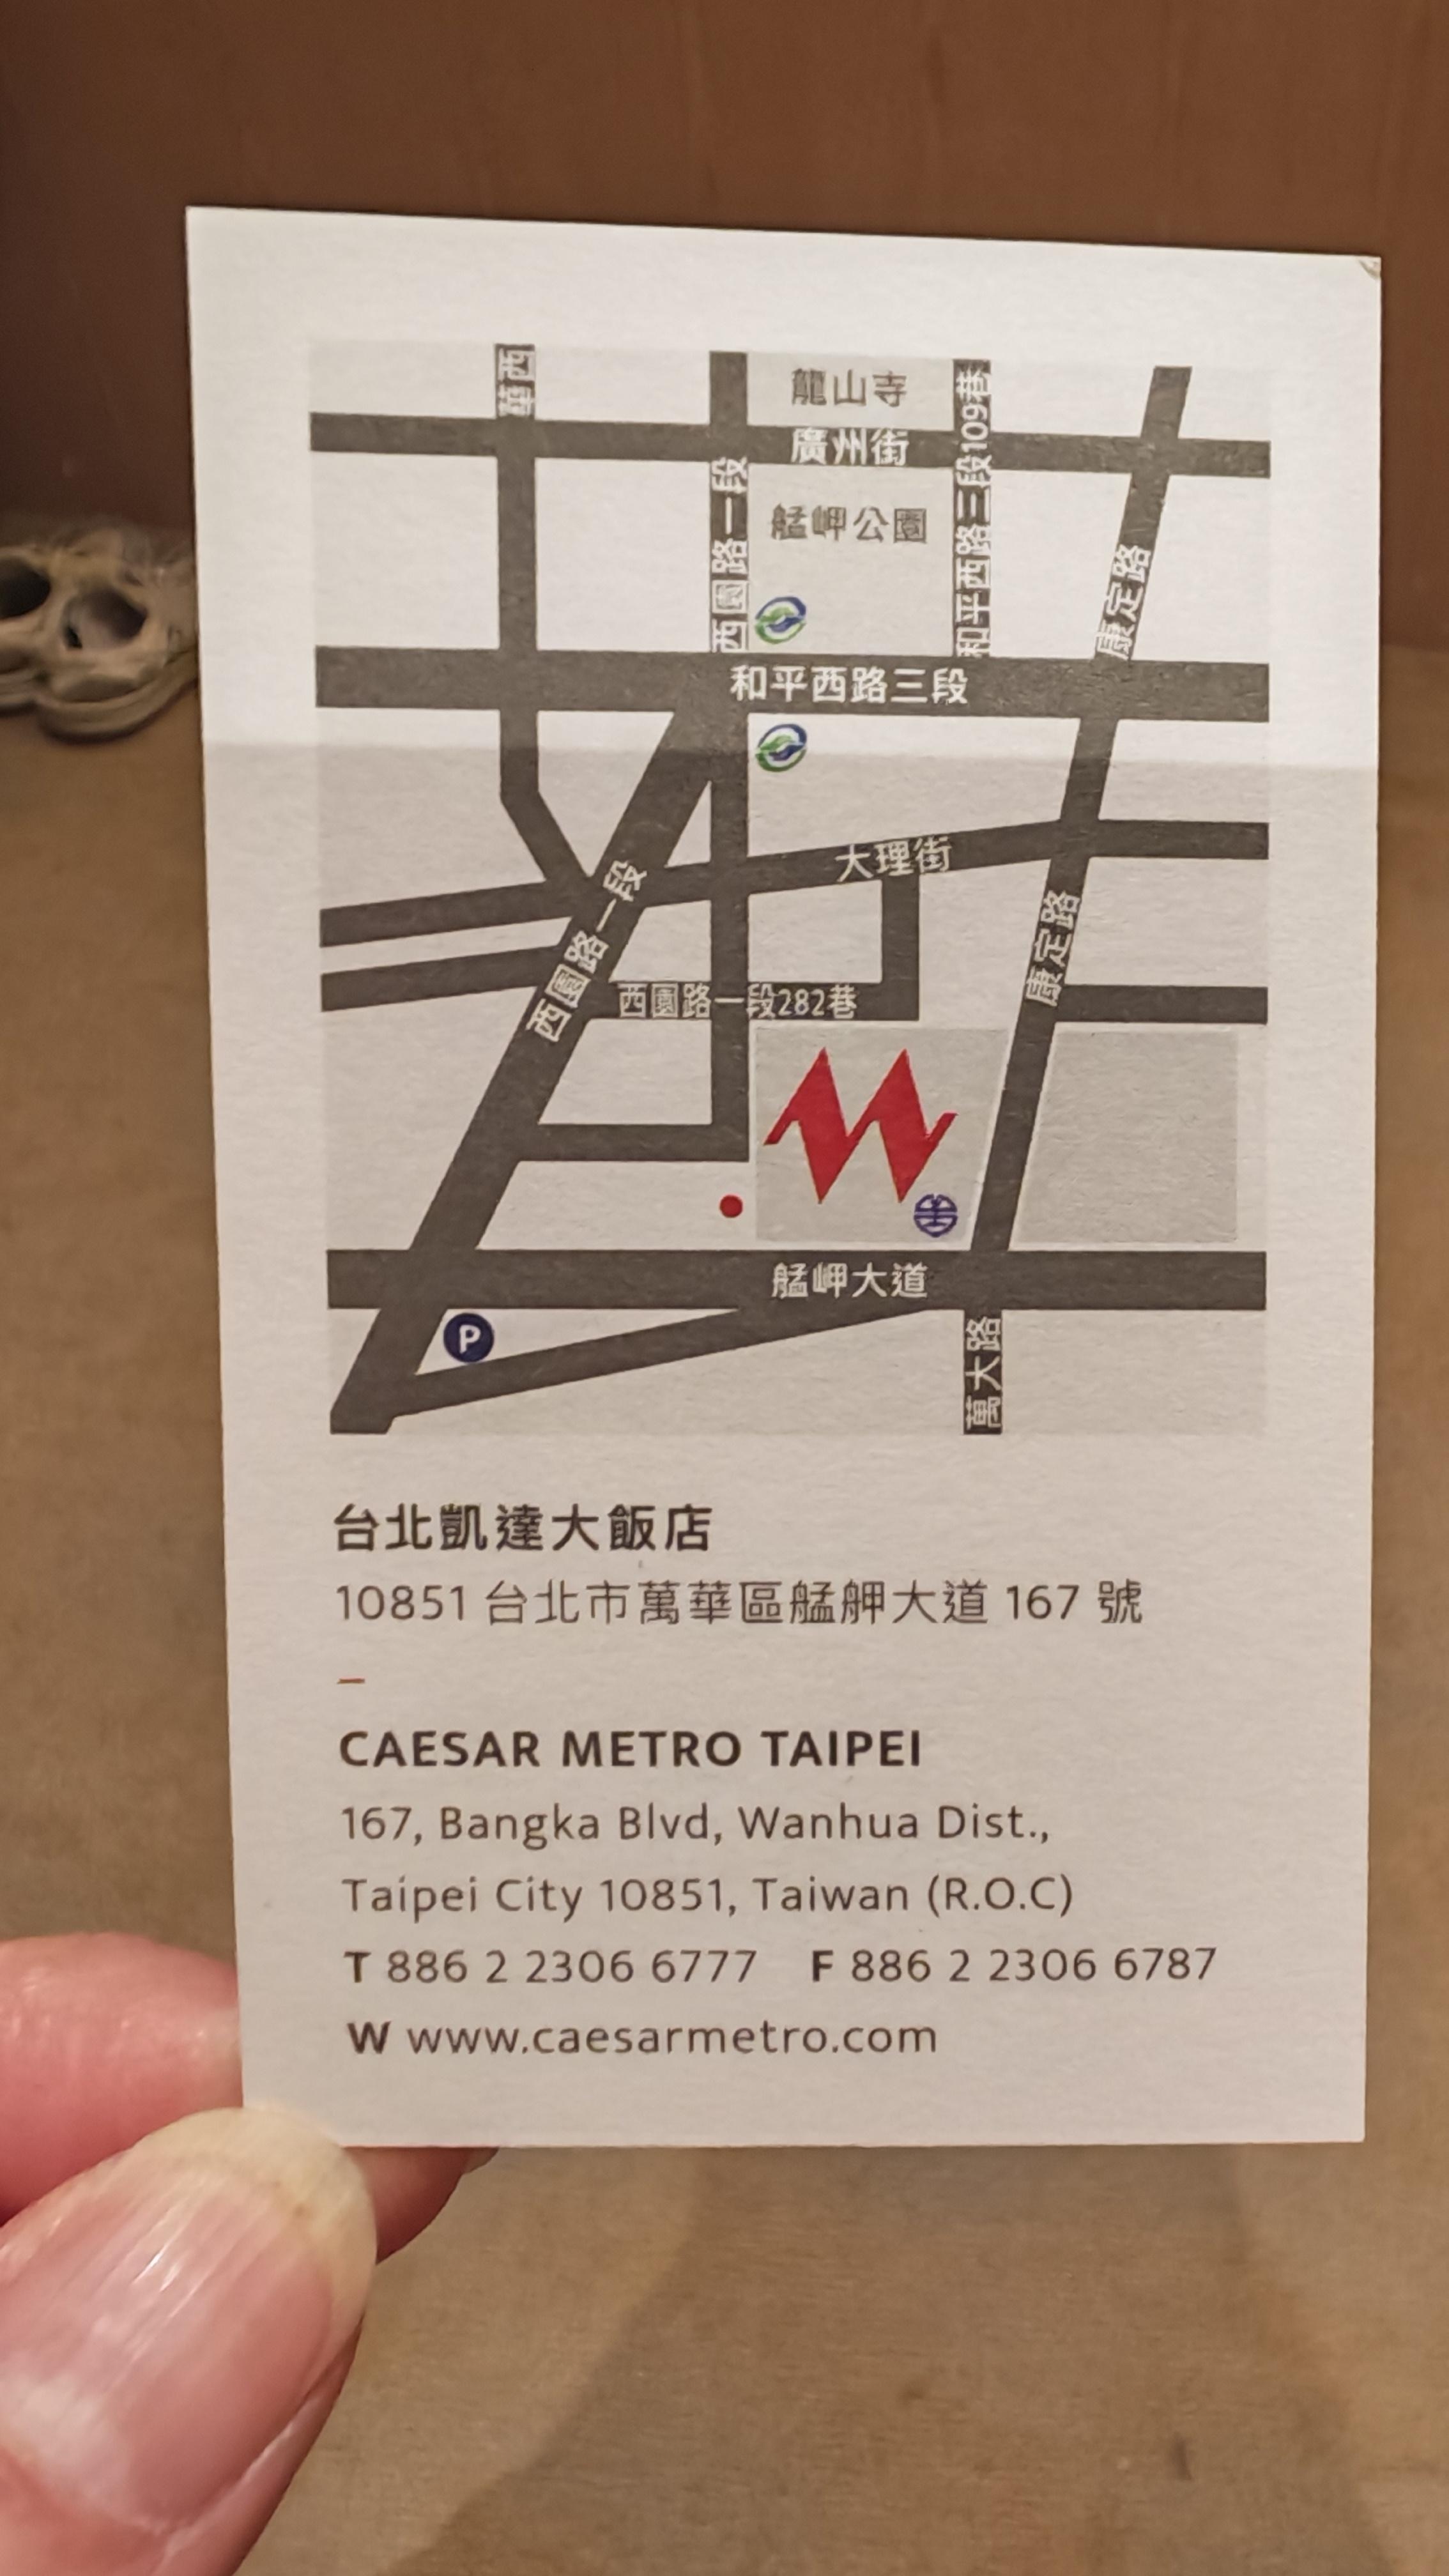 華西
龍山寺
廣州街
和平西路三段109巷
西園路一段
艋岬公園
康定路
和平西路三段
大理街
西園路一段
康定路
西園路一段282巷
艋岬大道
P
萬大路
台北凱達大飯店
10851 台北市萬華區艋舺大道 167 號
CAESAR METRO TAIPEI
167, Bangka Blvd, Wanhua Dist.,
Taipei City 10851, Taiwan (R.O.C)
T 886 2 2306 6777 F 886 2 2306 6787
W www.caesarmetro.com